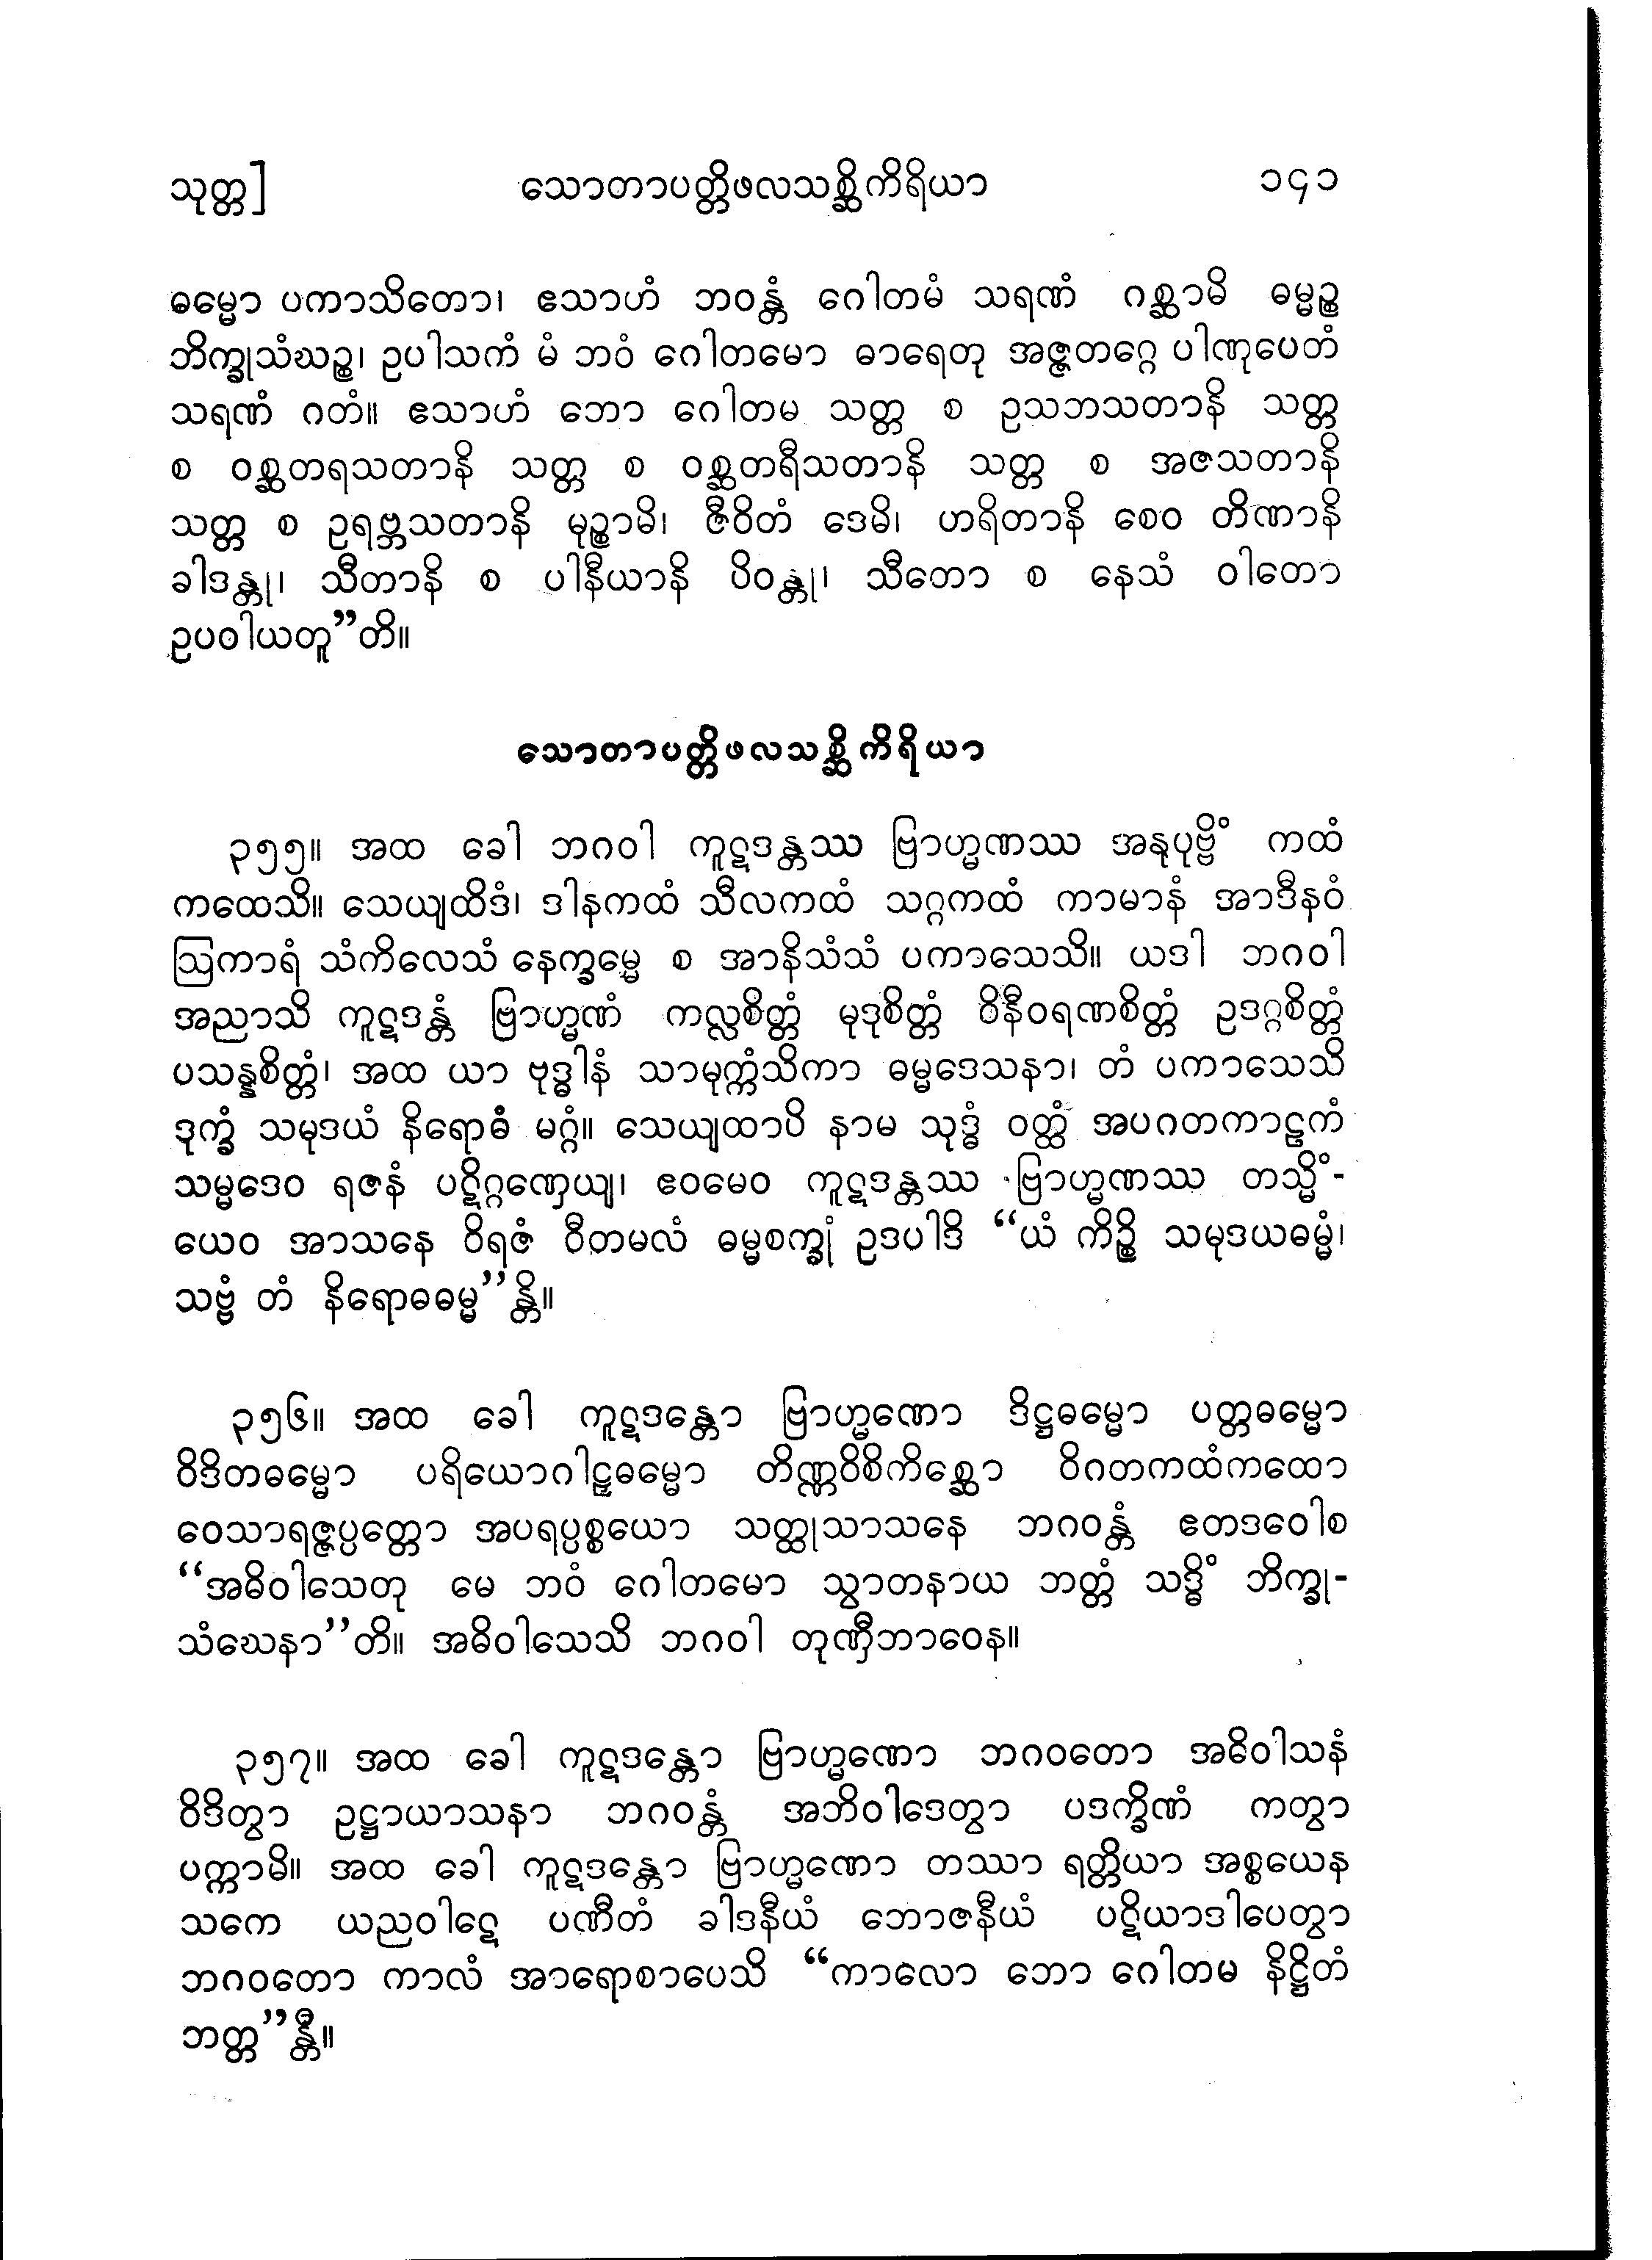 သုတ္တ] သောတာပတ္တိဖလသစ္ဆိကိရိယာ ၁၄၁
ဓမ္မော ပကာသိတော၊ ဧသာဟံ ဘဝန္တံ ဂေါတမံ သရဏံ ဂစ္ဆာမိ ဓမ္မဉ္စ
ဘိက္ခုသံဃဉ္စ၊ ဥပါသကံ မံ ဘဝံ ဂေါတမော ဓာရေတု အဇ္ဇတဂ္ဂေ ပါဏုပေတံ
သရဏံ ဂတံ။ ဧသာဟံ ဘော ဂေါတမ သတ္တ စ ဥသဘသတာနိ သတ္တ
စ ဝစ္ဆတရသတာနိ သတ္တ စ ဝစ္ဆတရီသတာနိ သတ္တ စ အဇသတာနိ
သတ္တ စ ဥရဗ္ဘသတာနိ မုဉ္စာမိ၊ ဇီဝိတံ ဒေမိ၊ ဟရိတာနိ စေဝ တိဏာနိ
ခါဒန္တု၊ သီတာနိ စ ပါနီယာနိ ပိဝန္တု၊ သီတော စ နေသံ ဝါတော
ဥပဝါယတူ”တိ။
သောတာပတ္တိဖလသစ္ဆိကိရိယာ
၃၅၅။ အထ ခေါ ဘဂဝါ ကူဋဒန္တဿ ဗြာဟ္မဏဿ အနုပုဗ္ဗိံ ကထံ
ကထေသိ။ သေယျထိဒံ၊ ဒါနကထံ သီလကထံ သဂ္ဂကထံ ကာမာနံ အာဒီနဝံ
ဩကာရံ သံကိလေသံ နေက္ခမ္မေ စ အာနိသံသံ ပကာသေသိ။ ယဒါ ဘဂဝါ
အညာသိ ကူဋဒန္တံ ဗြာဟ္မဏံ ကလ္လစိတ္တံ မုဒုစိတ္တံ ဝိနီဝရဏစိတ္တံ ဥဒဂ္ဂစိတ္တံ
ပသန္နစိတ္တံ၊ အထ ယာ ဗုဒ္ဓါနံ သာမုက္ကံသိကာ ဓမ္မဒေသနာ၊ တံ ပကာသေသိ
ဒုက္ခံ သမုဒယံ နိရောဓံ မဂ္ဂံ။ သေယျထာပိ နာမ သုဒ္ဓံ ဝတ္ထံ အပဂတကာဠကံ
သမ္မဒေဝ ရဇနံ ပဋိဂ္ဂဏှေယျ၊ ဧဝမေဝ ကူဋဒန္တဿ ဗြာဟ္မဏဿ တသ္မိံ-
ယေဝ အာသနေ ဝိရဇံ ဝီတမလံ ဓမ္မစက္ခုံ ဥဒပါဒိ “ယံ ကိဉ္စိ သမုဒယဓမ္မံ၊
သဗ္ဗံ တံ နိရောဓဓမ္မ”န္တိ။
၃၅၆။ အထ ခေါ ကူဋဒန္တော ဗြာဟ္မဏော ဒိဋ္ဌဓမ္မော ပတ္တဓမ္မော
ဝိဒိတဓမ္မော ပရိယောဂါဠှဓမ္မော တိဏ္ဏဝိစိကိစ္ဆော ဝိဂတကထံကထော
ဝေသာရဇ္ဇပ္ပတ္တော အပရပ္ပစ္စယော သတ္ထုသာသနေ ဘဂဝန္တံ ဧတဒဝေါစ
“အဓိဝါသေတု မေ ဘဝံ ဂေါတမော သွာတနာယ ဘတ္တံ သဒ္ဓိံ ဘိက္ခု-
သံဃေနာ”တိ။ အဓိဝါသေသိ ဘဂဝါ တုဏှီဘာဝေန။
၃၅၇။ အထ ခေါ ကူဋဒန္တော ဗြာဟ္မဏော ဘဂဝတော အဓိဝါသနံ
ဝိဒိတွာ ဥဋ္ဌာယာသနာ ဘဂဝန္တံ အဘိဝါဒေတွာ ပဒက္ခိဏံ ကတွာ
ပက္ကာမိ။ အထ ခေါ ကူဋဒန္တော ဗြာဟ္မဏော တဿာ ရတ္တိယာ အစ္စယေန
သကေ ယညဝါဋေ ပဏီတံ ခါဒနီယံ ဘောဇနီယံ ပဋိယာဒါပေတွာ
ဘဂဝတော ကာလံ အာရောစာပေသိ “ကာလော ဘော ဂေါတမ နိဋ္ဌိတံ
ဘတ္တ”န္တိ။